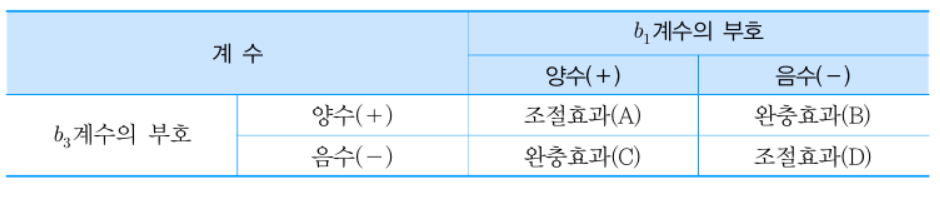 계 수 b₁계수의 부호
양수(+) 음수(-)
b₃계수의 부호 양수(+) 조절효과(A) 완충효과(B)
음수(-) 완충효과(C) 조절효과(D)